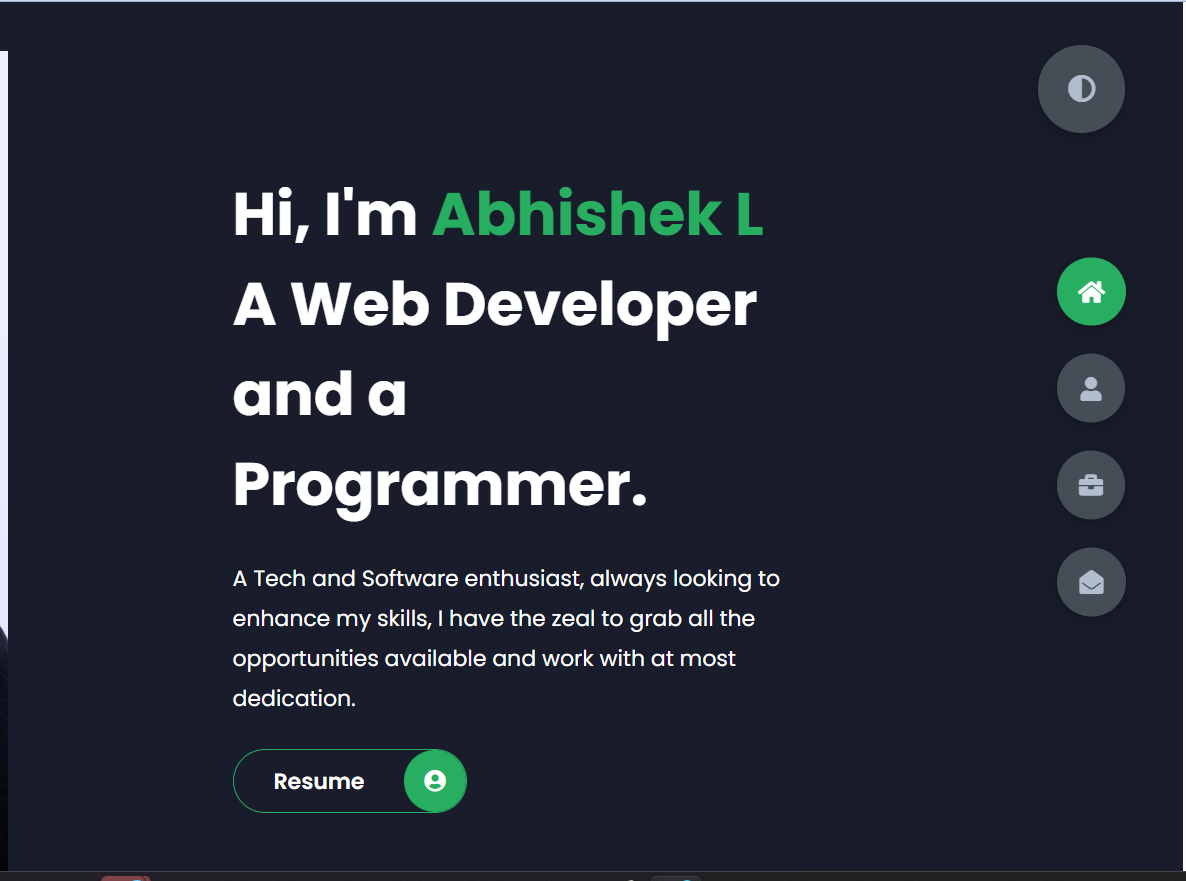 Hi, I'm Abhishek L
A Web Developer
and a
Programmer.
A Tech and Software enthusiast, always looking to
enhance my skills, I have the zeal to grab all the
opportunities available and work with at most
dedication.
Resume